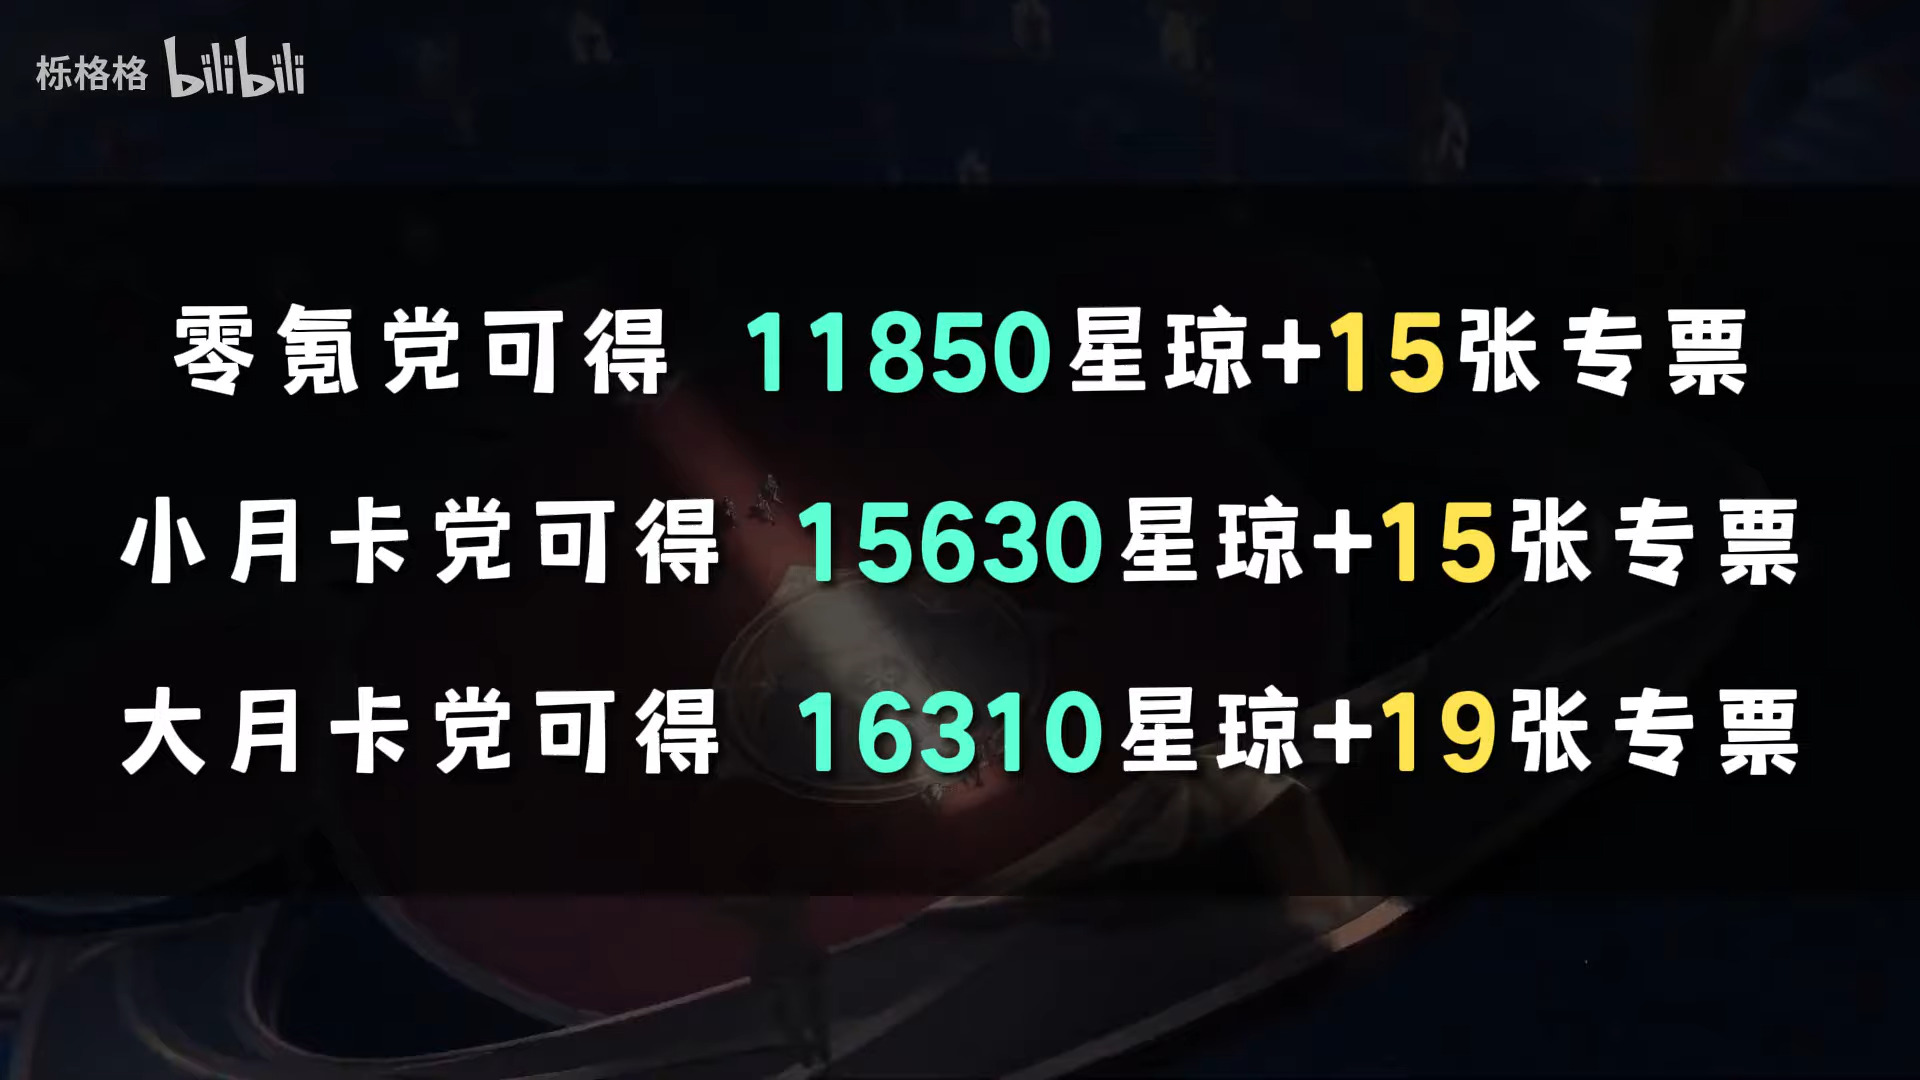 栎格格 bilibili
零氪党可得 11850星琼+15张专票
小月卡党可得 15630星琼+15张专票
大月卡党可得 16310星琼+19张专票